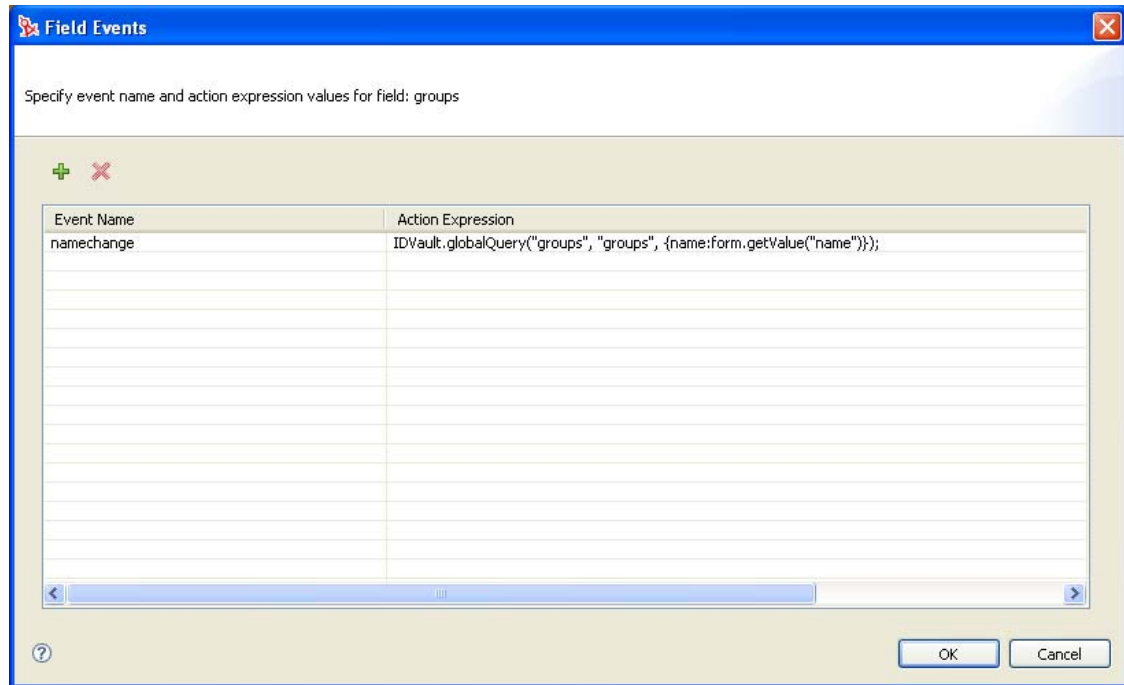 Field Events
Specify event name and action expression values for field: groups
Event Name Action Expression
namechange IDVault.globalQuery("groups", "groups", {name:form.getValue("name")});
OK Cancel